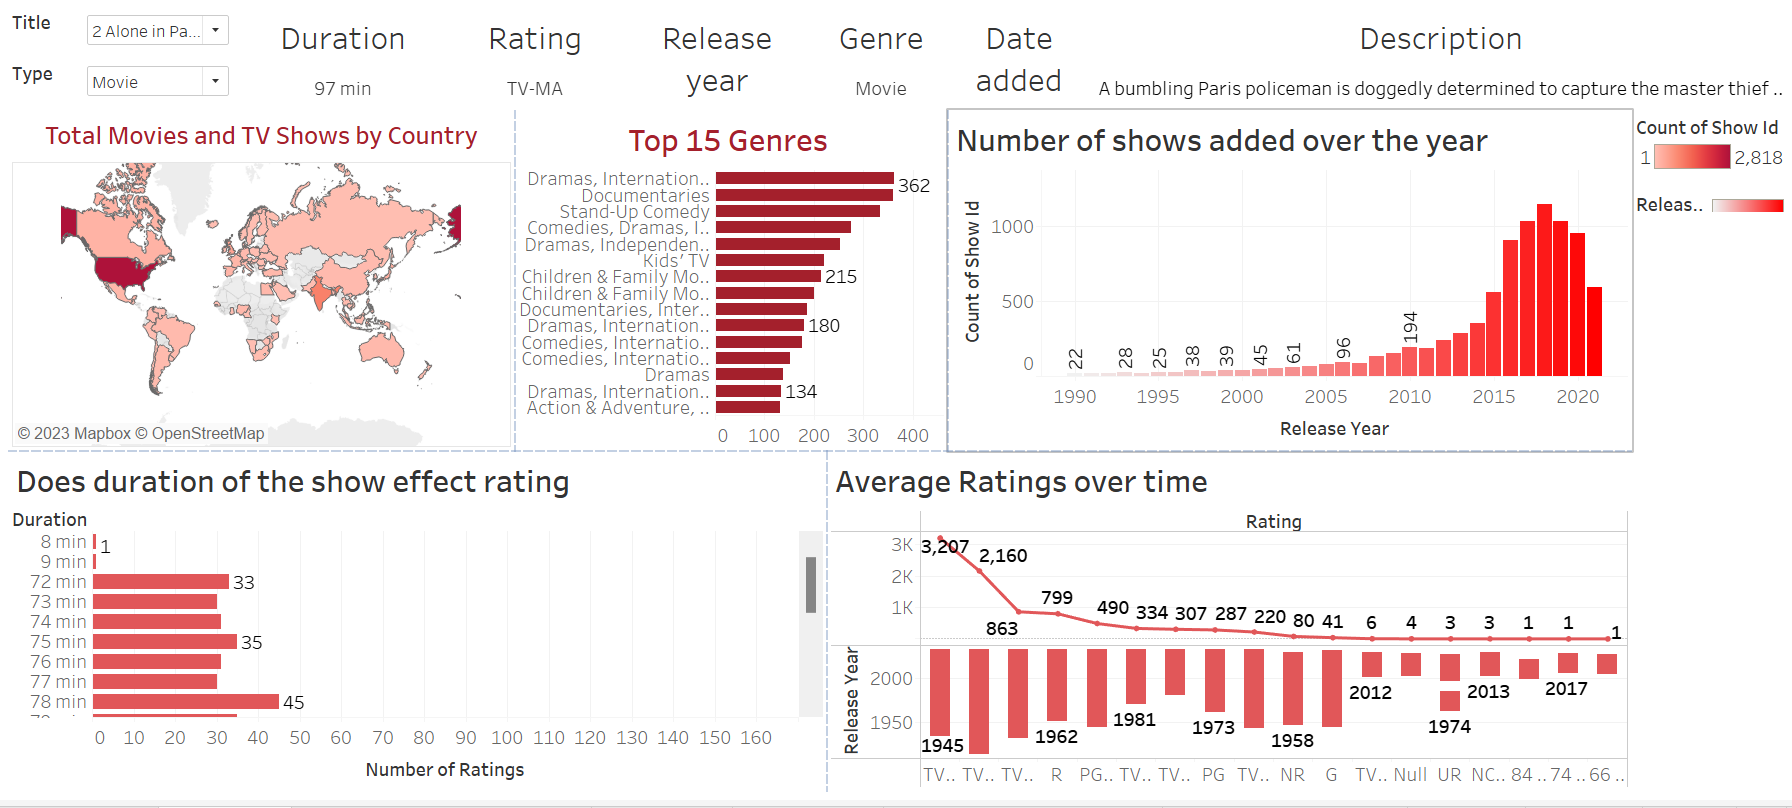 Title
2 Alone in Pa...
Type
Movie
Duration
97 min
Rating
TV-MA
Release
year
Genre
Movie
Date
added
Description
A bumbling Paris policeman is doggedly determined to capture the master thief ..
Total Movies and TV Shows by Country
© 2023 Mapbox © OpenStreetMap
Top 15 Genres
Dramas, Internation..
362
Documentaries
Stand-Up Comedy
Comedies, Dramas, I..
Dramas, Independen..
Kids' TV
Children & Family Mo..
215
Children & Family Mo..
Documentaries, Inter..
Dramas, Internation..
180
Comedies, Internatio..
Comedies, Internatio..
Dramas
Dramas, Internation..
134
Action & Adventure, ..
0 100 200 300 400
Number of shows added over the year
Count of Show Id
1000
500
0
22 28 25 38 39 45 61 96 194
1990 1995 2000 2005 2010 2015 2020
Release Year
Count of Show Id
1 2,818
Releas..
Does duration of the show effect rating
Duration
8 min
1
9 min
72 min
33
73 min
74 min
75 min
35
76 min
77 min
78 min
45
0 10 20 30 40 50 60 70 80 90 100 110 120 130 140 150 160
Number of Ratings
Average Ratings over time
Rating
3K
2K
1K
3,207 2,160 863 799 490 334 307 287 220 80 41 6 4 3 3 1 1 1
Release Year
2000
1950
1945 1962 1981 1973 1958 2012 1974 2013 2017
TV.. TV.. TV.. R PG.. TV.. TV.. PG TV.. NR G TV.. Null UR NC.. 84 .. 74 .. 66 ..